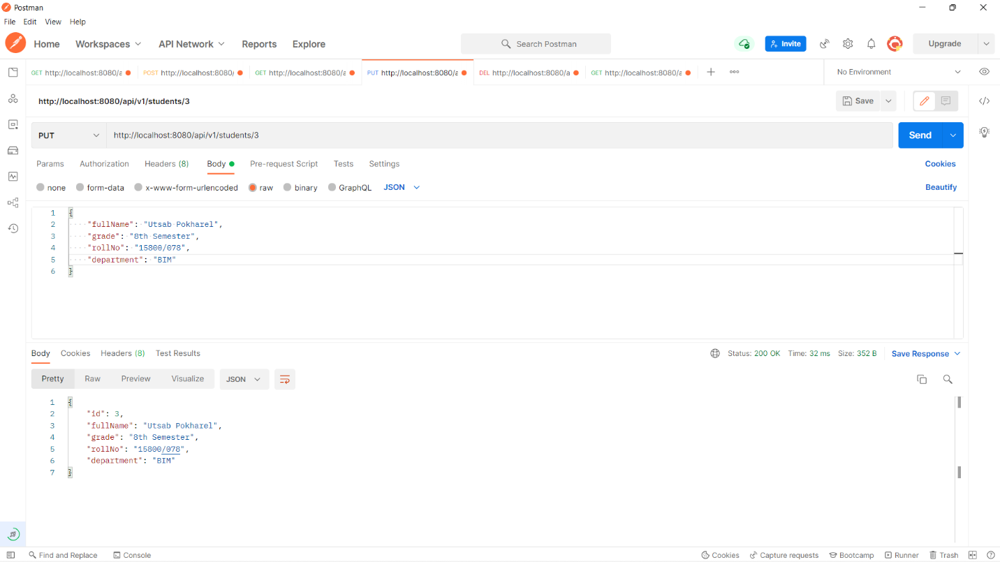 Postman
File Edit View Help
Home Workspaces API Network Reports Explore Search Postman Invite Upgrade
GET http://localhost:8080/a POST http://localhost:8080/ GET http://localhost:8080/a PUT http://localhost:8080/a DEL http://localhost:8080/a GET http://localhost:8080/a No Environment
http://localhost:8080/api/v1/students/3 Save
PUT http://localhost:8080/api/v1/students/3 Send
Params Authorization Headers (8) Body Pre-request Script Tests Settings Cookies
none form-data x-www-form-urlencoded raw binary GraphQL JSON Beautify
1 {
2 "fullName": "Utsab Pokharel",
3 "grade": "8th Semester",
4 "rollNo": "15800/078",
5 "department": "BIM"
6 }
Body Cookies Headers (8) Test Results Status: 200 OK Time: 32 ms Size: 352 B Save Response
Pretty Raw Preview Visualize JSON
1 {
2 "id": 3,
3 "fullName": "Utsab Pokharel",
4 "grade": "8th Semester",
5 "rollNo": "15800/078",
6 "department": "BIM"
7 }
Find and Replace Console Cookies Capture requests Bootcamp Runner Trash